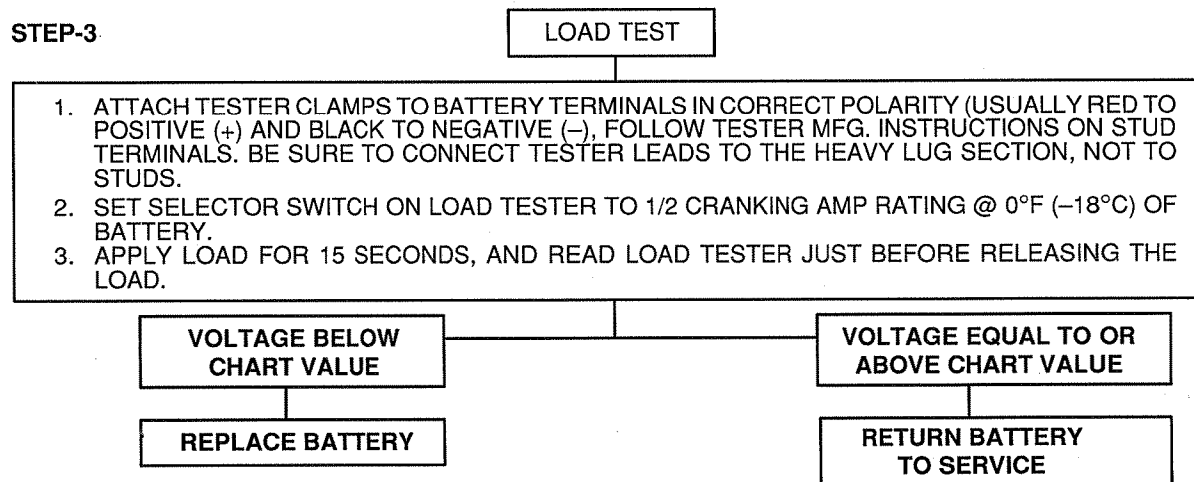 STEP-3
LOAD TEST
1. ATTACH TESTER CLAMPS TO BATTERY TERMINALS IN CORRECT POLARITY (USUALLY RED TO
POSITIVE (+) AND BLACK TO NEGATIVE (–), FOLLOW TESTER MFG. INSTRUCTIONS ON STUD
TERMINALS. BE SURE TO CONNECT TESTER LEADS TO THE HEAVY LUG SECTION, NOT TO
STUDS.
2. SET SELECTOR SWITCH ON LOAD TESTER TO 1/2 CRANKING AMP RATING @ 0°F (–18°C) OF
BATTERY.
3. APPLY LOAD FOR 15 SECONDS, AND READ LOAD TESTER JUST BEFORE RELEASING THE
LOAD.
VOLTAGE BELOW
CHART VALUE
VOLTAGE EQUAL TO OR
ABOVE CHART VALUE
REPLACE BATTERY
RETURN BATTERY
TO SERVICE